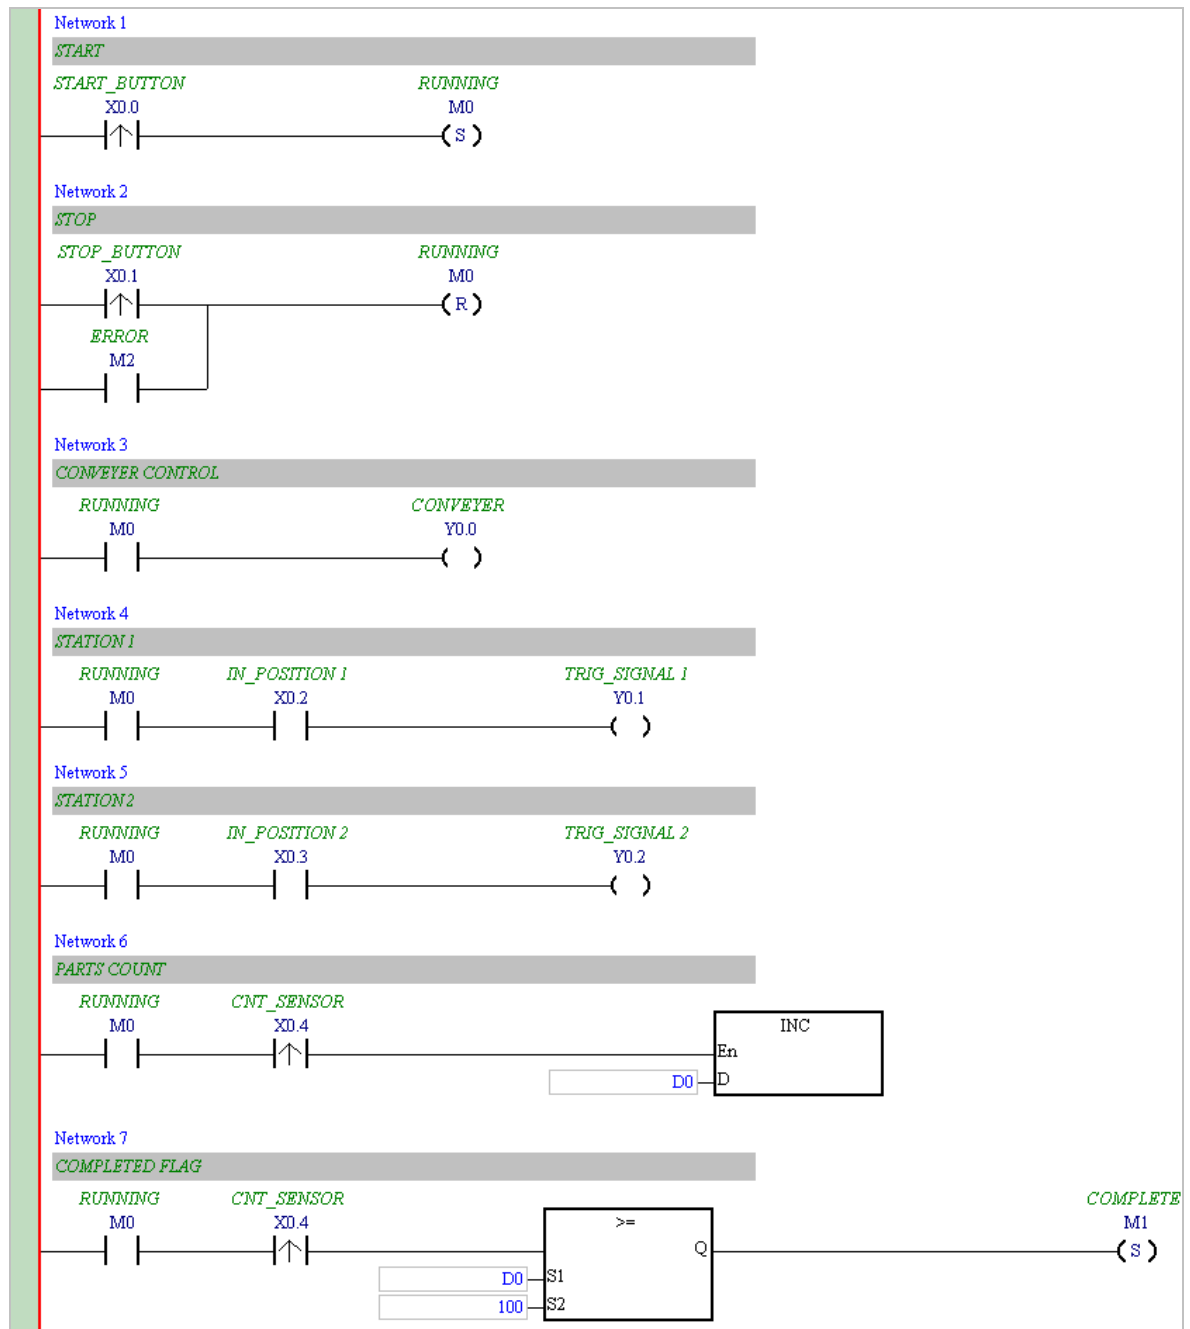 Network 1
START
START_BUTTON RUNNING
X0.0 M0
S
Network 2
STOP
STOP_BUTTON RUNNING
X0.1 M0
R
ERROR
M2
Network 3
CONVEYER CONTROL
RUNNING CONVEYER
M0 Y0.0
Network 4
STATION 1
RUNNING IN_POSITION 1 TRIG_SIGNAL 1
M0 X0.2 Y0.1
Network 5
STATION 2
RUNNING IN_POSITION 2 TRIG_SIGNAL 2
M0 X0.3 Y0.2
Network 6
PARTS COUNT
RUNNING CNT_SENSOR
M0 X0.4 INC
En
D0 D
Network 7
COMPLETED FLAG
RUNNING CNT_SENSOR COMPLETE
M0 X0.4 >= M1
Q S
D0 S1
100 S2